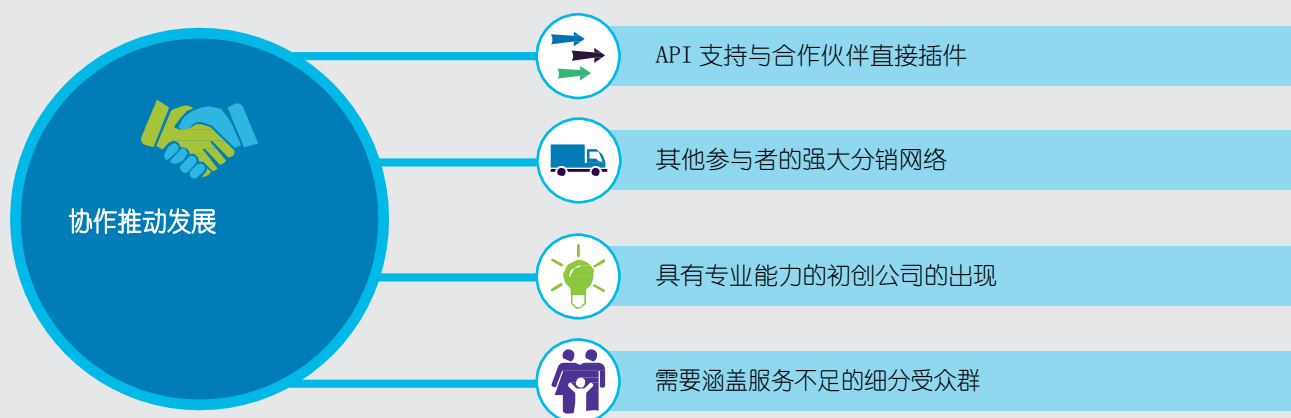 协作推动发展
API 支持与合作伙伴直接插件
其他参与者的强大分销网络
具有专业能力的初创公司的出现
需要涵盖服务不足的细分受众群